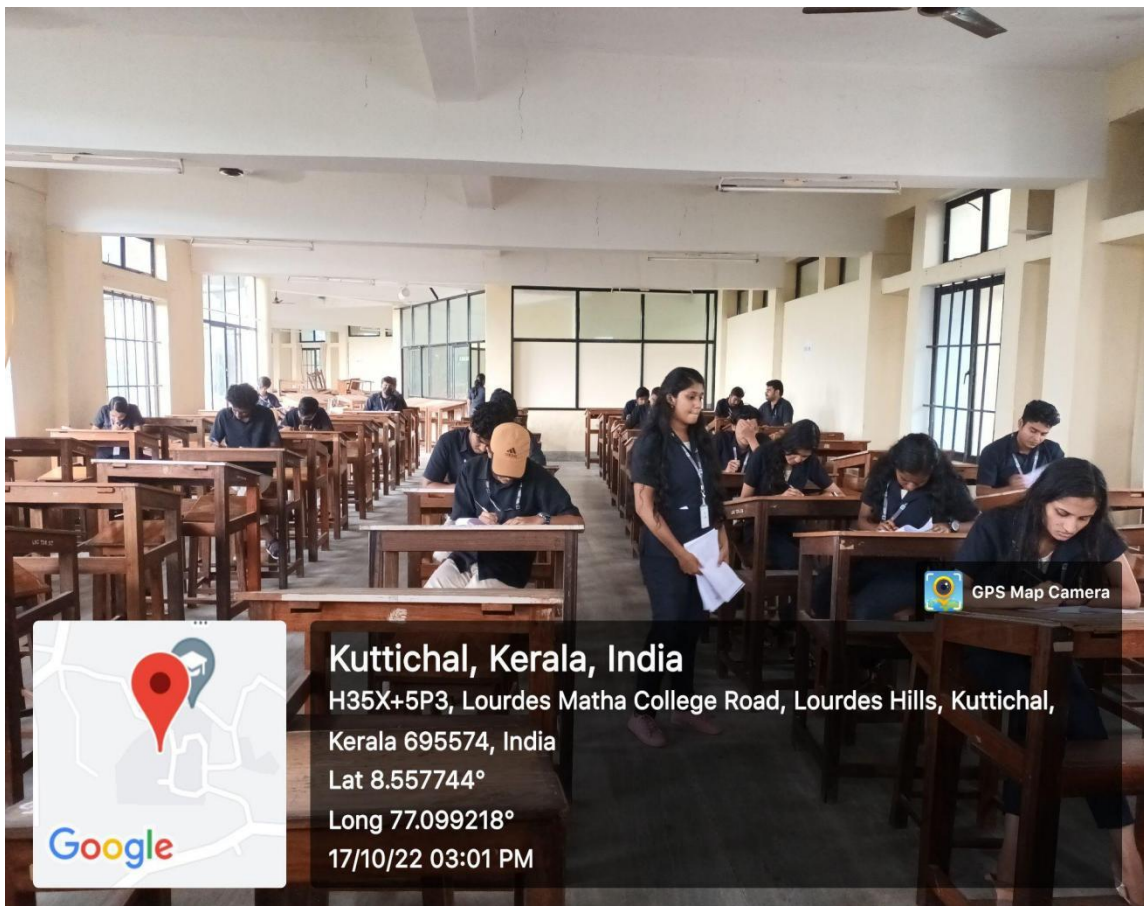 GPS Map Camera
Kuttichal, Kerala, India
H35X+5P3, Lourdes Matha College Road, Lourdes Hills, Kuttichal,
Kerala 695574, India
Lat 8.557744°
Long 77.099218°
17/10/22 03:01 PM
Google